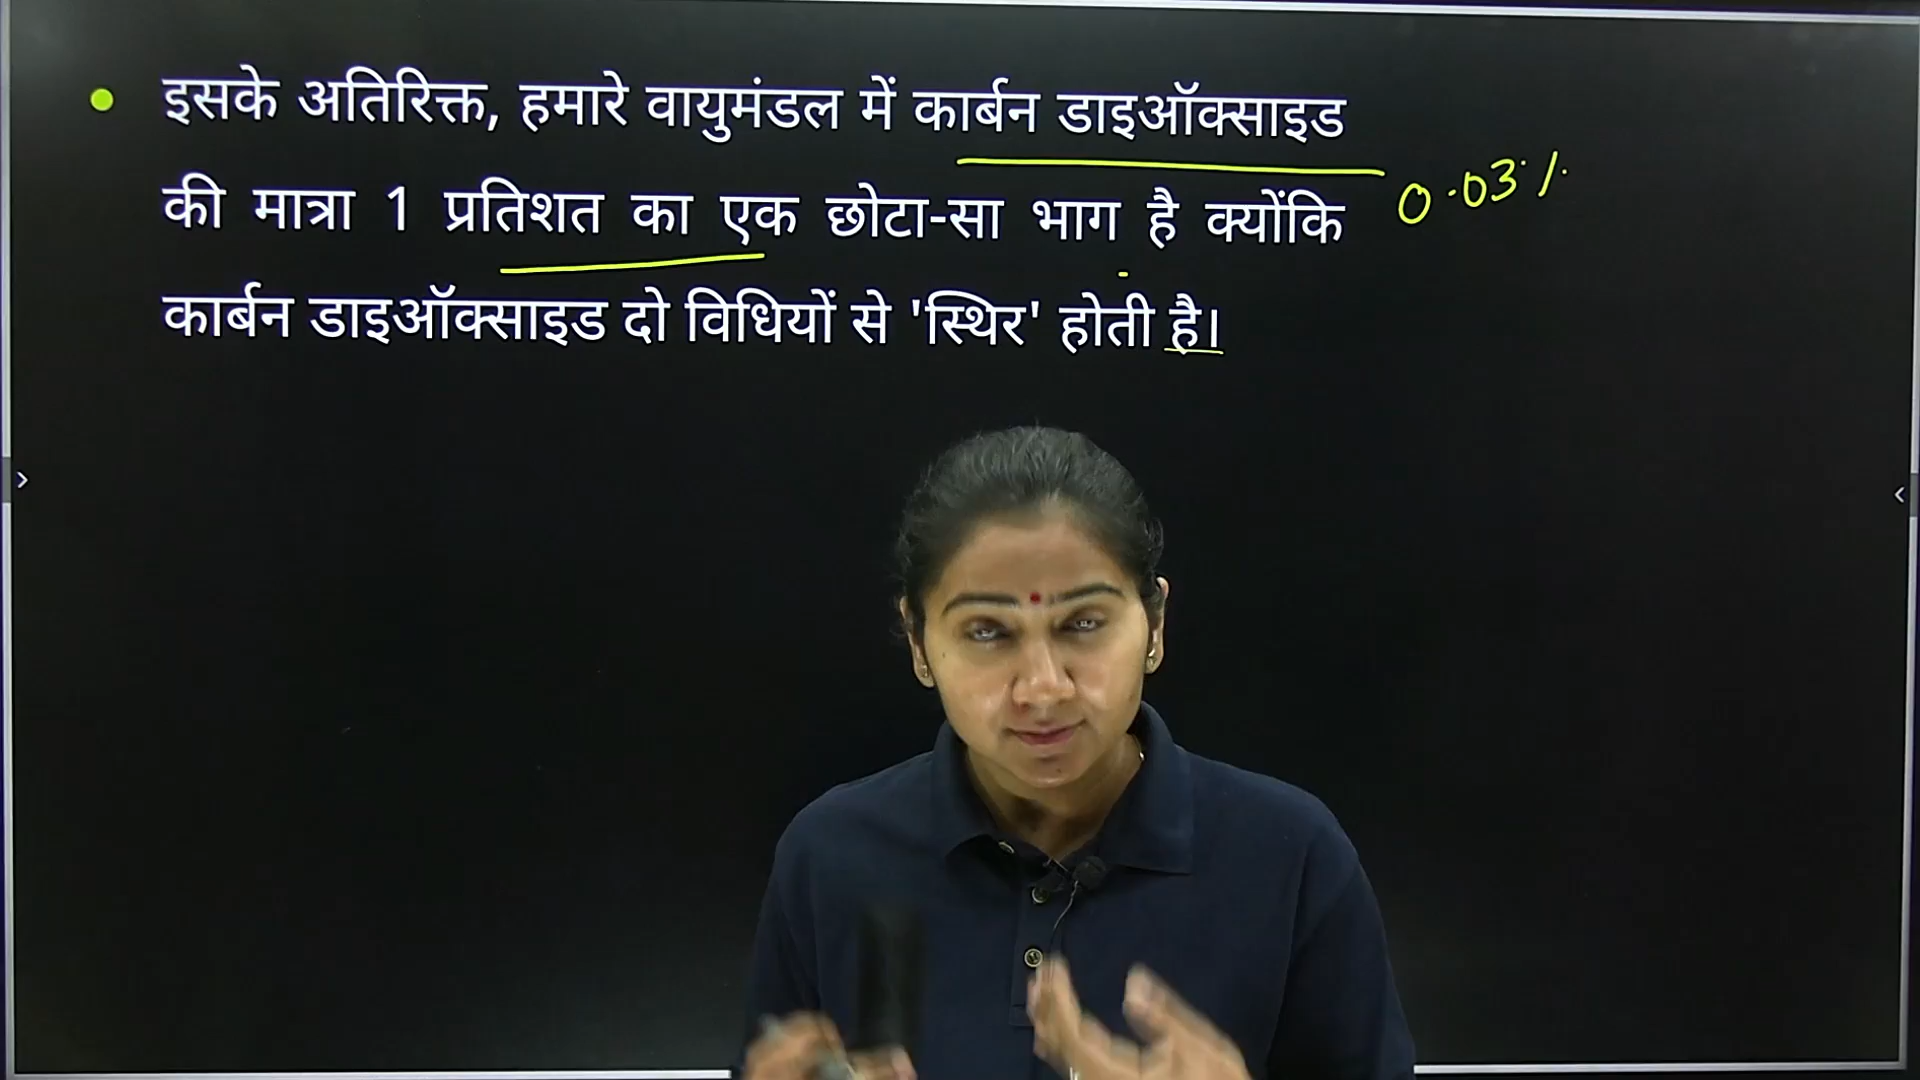 इसके अतिरिक्त, हमारे वायुमंडल में कार्बन डाइऑक्साइड
की मात्रा 1 प्रतिशत का एक छोटा-सा भाग है क्योंकि
0.03%
कार्बन डाइऑक्साइड दो विधियों से 'स्थिर' होती है।